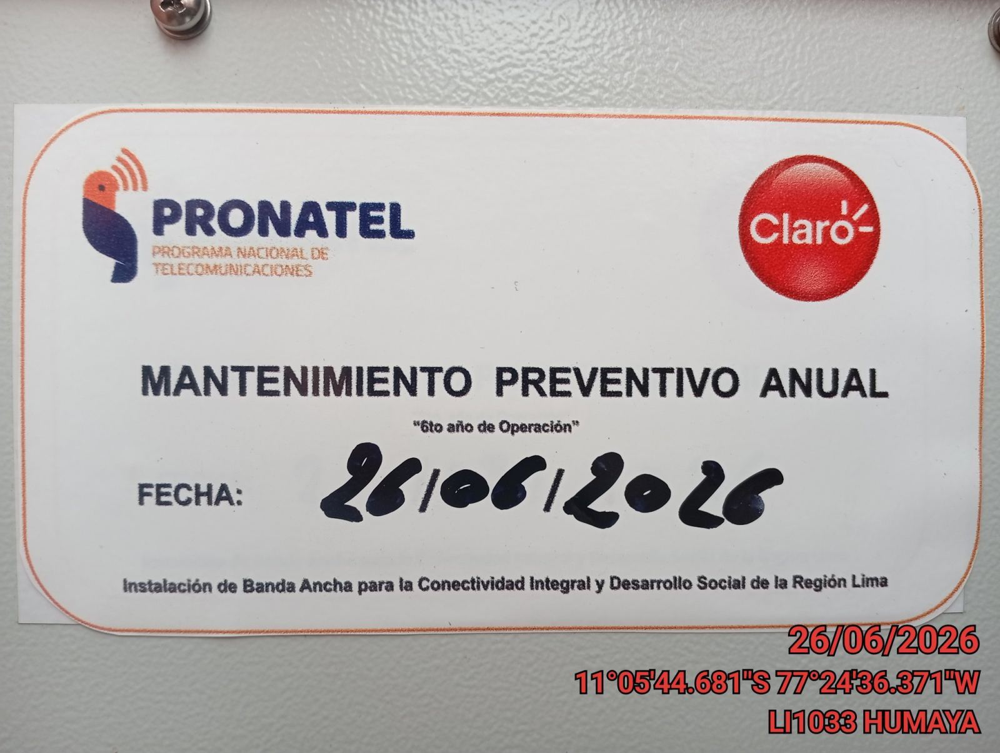 PRONATEL
PROGRAMA NACIONAL DE
TELECOMUNICACIONES
Claro
MANTENIMIENTO PREVENTIVO ANUAL
"6to año de Operación"
FECHA: 26/06/2026
Instalación de Banda Ancha para la Conectividad Integral y Desarrollo Social de la Región Lima
26/06/2026
11°05'44.681"S 77°24'36.371"W
LI1033 HUMAYA